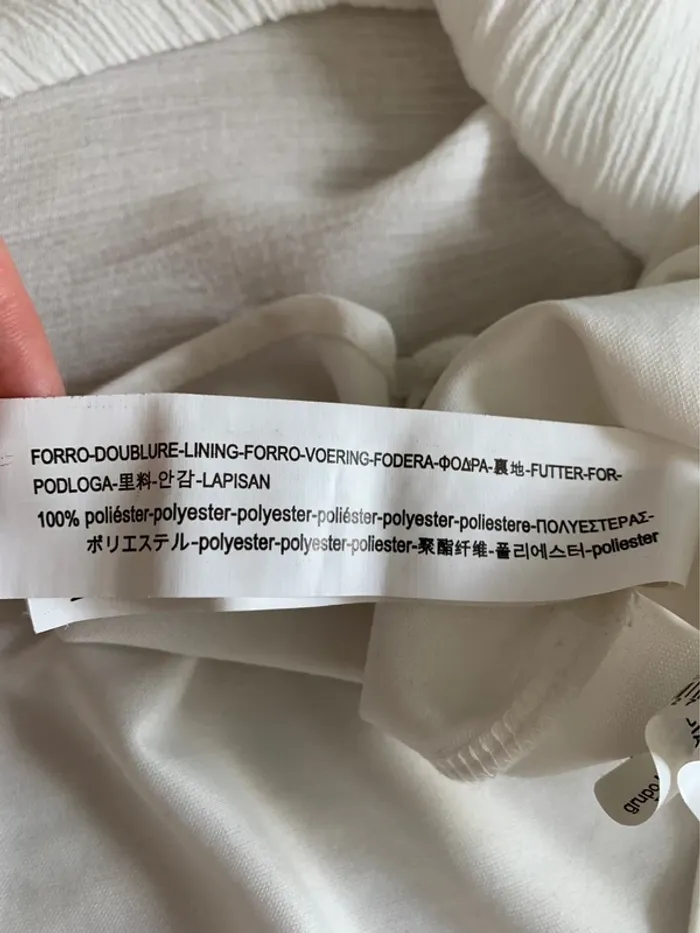 FORRO-DOUBLURE-LINING-FORRO-VOERING-FODERA-ΦΟΔΡΑ-裏地-FUTTER-FOR-
PODLOGA-里料-안감-LAPISAN
100% poliéster-polyester-polyester-poliéster-polyester-poliestere-ΠΟΛΥΕΣΤΕΡΑΣ-
ポリエステル-polyester-polyester-poliester-聚酯纤维-폴리에스터-poliester